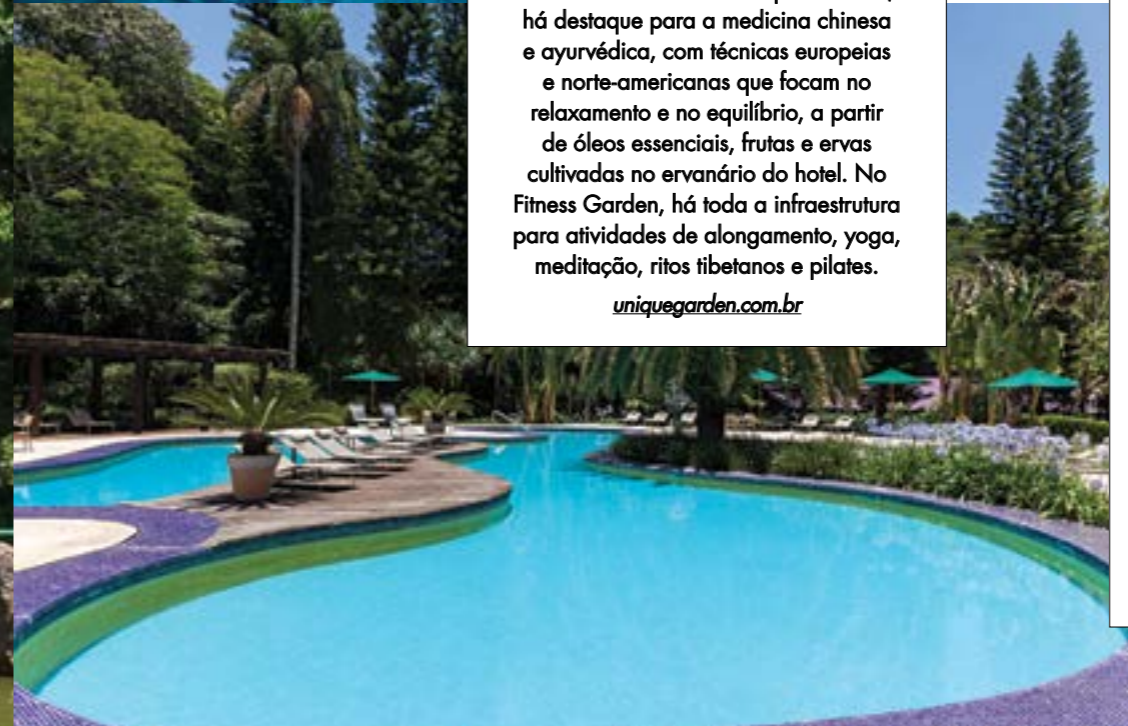 há destaque para a medicina chinesa
e ayurvédica, com técnicas europeias
e norte-americanas que focam no
relaxamento e no equilíbrio, a partir
de óleos essenciais, frutas e ervas
cultivadas no ervanário do hotel. No
Fitness Garden, há toda a infraestrutura
para atividades de alongamento, yoga,
meditação, ritos tibetanos e pilates.
uniquegarden.com.br